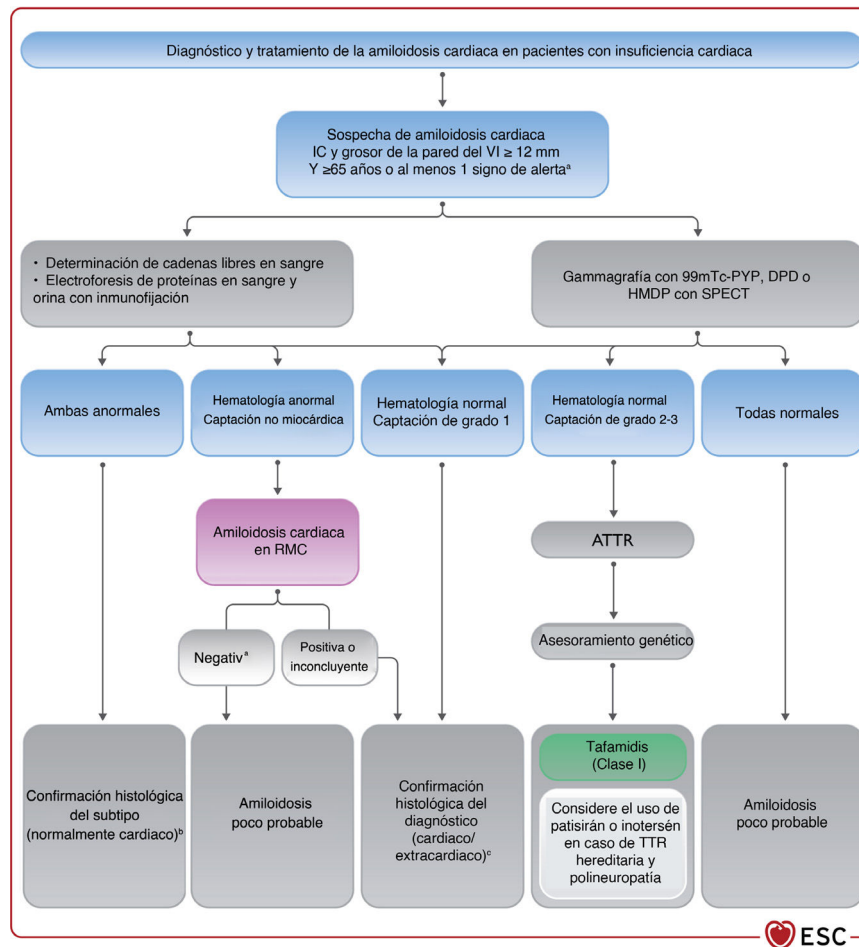 Diagnóstico y tratamiento de la amiloidosis cardiaca en pacientes con insuficiencia cardiaca
Sospecha de amiloidosis cardiaca
IC y grosor de la pared del VI ≥ 12 mm
Y ≥65 años o al menos 1 signo de alertaª
• Determinación de cadenas libres en sangre
• Electroforesis de proteínas en sangre y
orina con inmunofijación
Gammagrafía con 99mTc-PYP, DPD o
HMDP con SPECT
Ambas anormales
Hematología anormal
Captación no miocárdica
Hematología normal
Captación de grado 1
Hematología normal
Captación de grado 2-3
Todas normales
Amiloidosis cardiaca
en RMC
ATTR
Negativª
Positiva o
inconcluyente
Asesoramiento genético
Confirmación histológica
del subtipo
(normalmente cardiaco)ᵇ
Amiloidosis
poco probable
Confirmación
histológica del
diagnóstico
(cardiaco/
extracardiaco)ᶜ
Tafamidis
(Clase I)
Considere el uso de
patisirán o inotersén
en caso de TTR
hereditaria y
polineuropatía
Amiloidosis
poco probable
ESC